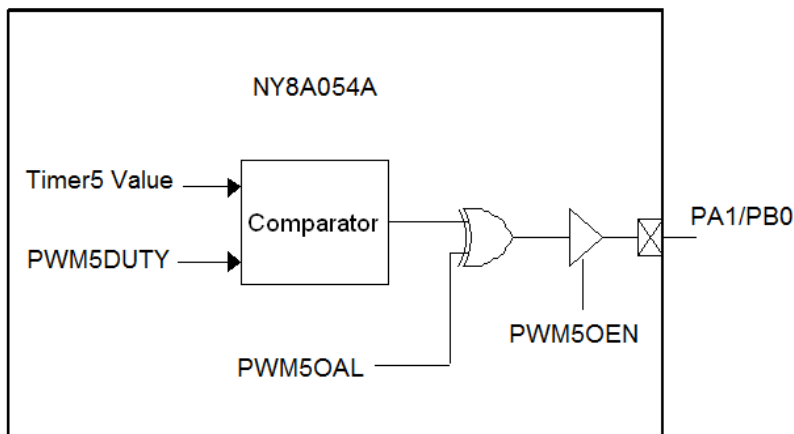 NY8A054A
Timer5 Value
Comparator
PA1/PB0
PWM5DUTY
PWM5OEN
PWM5OAL